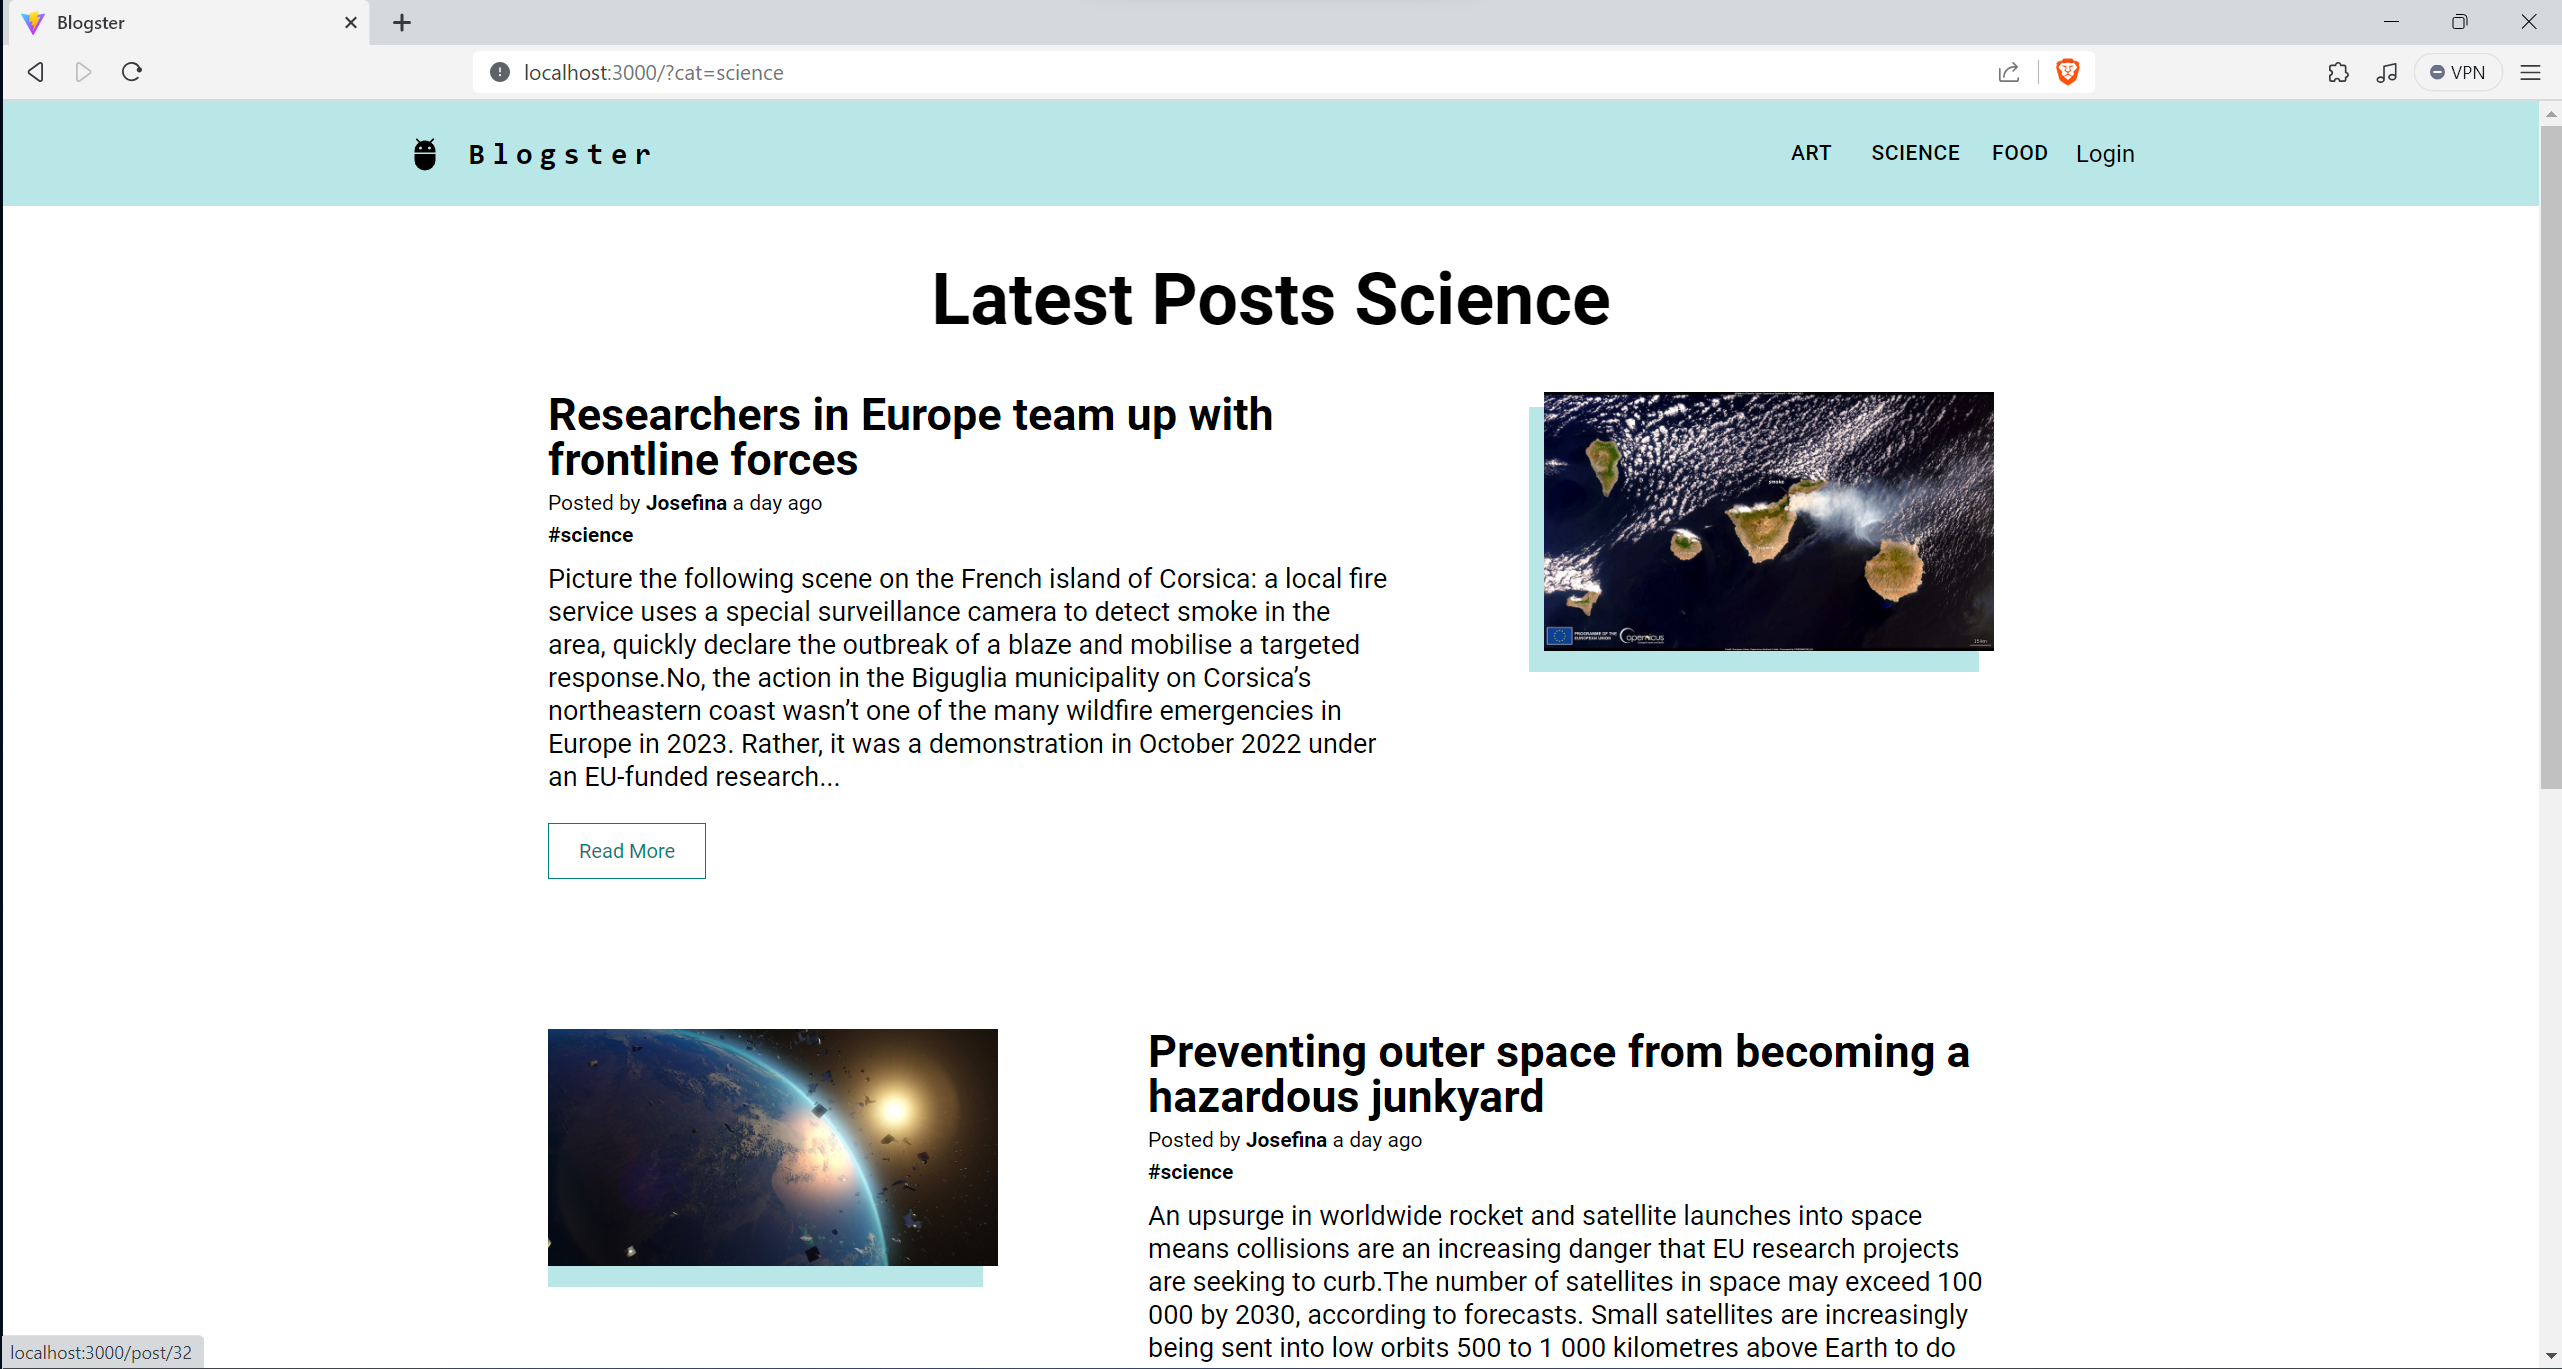 Blogster
localhost:3000/?cat=science
VPN
Blogster
ART SCIENCE FOOD Login
Latest Posts Science
Researchers in Europe team up with
frontline forces
Posted by Josefina a day ago
#science
Picture the following scene on the French island of Corsica: a local fire
service uses a special surveillance camera to detect smoke in the
area, quickly declare the outbreak of a blaze and mobilise a targeted
response.No, the action in the Biguglia municipality on Corsica’s
northeastern coast wasn’t one of the many wildfire emergencies in
Europe in 2023. Rather, it was a demonstration in October 2022 under
an EU-funded research...
Read More
smoke
PROGRAMME OF THE
EUROPEAN UNION
Copernicus
15 km
Preventing outer space from becoming a
hazardous junkyard
Posted by Josefina a day ago
#science
An upsurge in worldwide rocket and satellite launches into space
means collisions are an increasing danger that EU research projects
are seeking to curb.The number of satellites in space may exceed 100
000 by 2030, according to forecasts. Small satellites are increasingly
being sent into low orbits 500 to 1 000 kilometres above Earth to do
localhost:3000/post/32